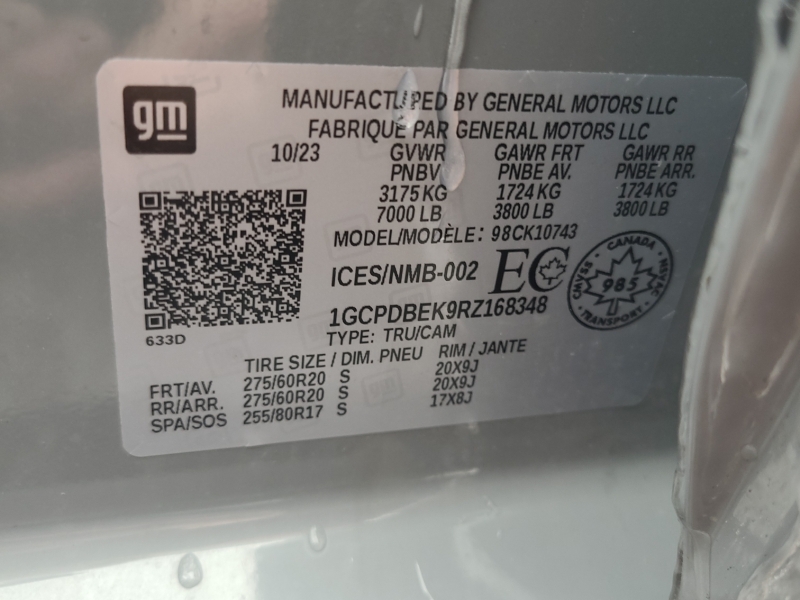 gm
MANUFACTURED BY GENERAL MOTORS LLC
FABRIQUE PAR GENERAL MOTORS LLC
10/23 GVWR GAWR FRT GAWR RR
PNBV PNBE AV. PNBE ARR.
3175 KG 1724 KG 1724 KG
7000 LB 3800 LB 3800 LB
MODEL/MODÈLE: 98CK10743
ICES/NMB-002 EC
CANADA
CMVSS NSVAC
985
TRANSPORT
1GCPDBEK9RZ168348
TYPE: TRU/CAM
633D
TIRE SIZE / DIM. PNEU RIM / JANTE
FRT/AV. 275/60R20 S 20X9J
RR/ARR. 275/60R20 S 20X9J
SPA/SOS 255/80R17 S 17X8J